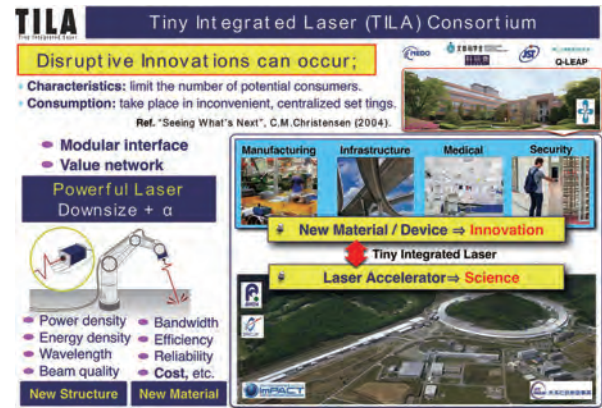 TILA
Tiny Integrated Laser
Tiny Integrated Laser (TILA) Consortium
Disruptive Innovations can occur;
Characteristics: limit the number of potential consumers.
Consumption: take place in inconvenient, centralized settings.
Ref. "Seeing What's Next", C.M.Christensen (2004).
NEDO
JST
Q-LEAP
Modular interface
Value network
Powerful Laser
Downsize + α
Power density
Energy density
Wavelength
Beam quality
Bandwidth
Efficiency
Reliability
Cost, etc.
New Structure
New Material
Manufacturing
Infrastructure
Medical
Security
New Material / Device ⇒ Innovation
Tiny Integrated Laser
Laser Accelerator⇒ Science
ImPACT